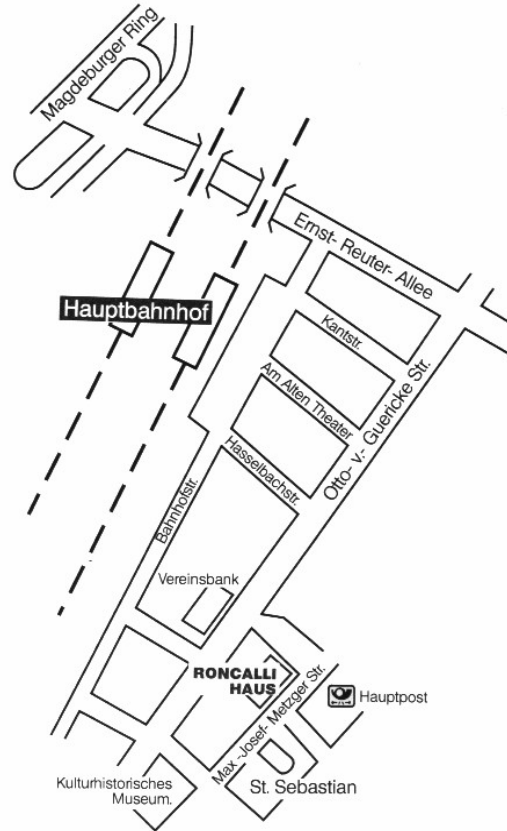 Magdeburger Ring
Ernst- Reuter- Allee
Hauptbahnhof
Kantstr.
Am Alten Theater
Otto- v.- Guericke Str.
Hasselbachstr.
Bahnhofstr.
Vereinsbank
RONCALLI
HAUS
Max -Josef- Metzger Str.
Hauptpost
Kulturhistorisches
Museum.
St. Sebastian